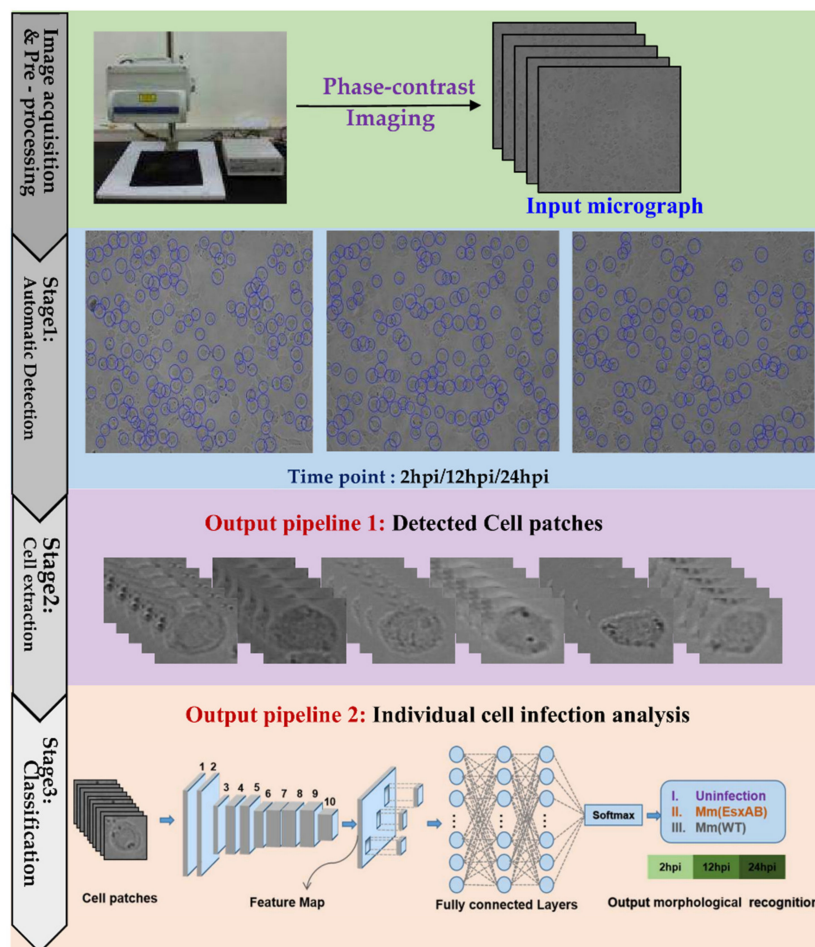 Image acquisition
& Pre - processing
Phase-contrast
Imaging
Input micrograph
Stage1:
Automatic Detection
Time point : 2hpi/12hpi/24hpi
Stage2:
Cell extraction
Output pipeline 1: Detected Cell patches
Stage3:
Classification
Output pipeline 2: Individual cell infection analysis
1 2 3 4 5 6 7 8 9 10
Softmax
I. Uninfection
II. Mm(EsxAB)
III. Mm(WT)
2hpi 12hpi 24hpi
Cell patches
Feature Map
Fully connected Layers
Output morphological recognition